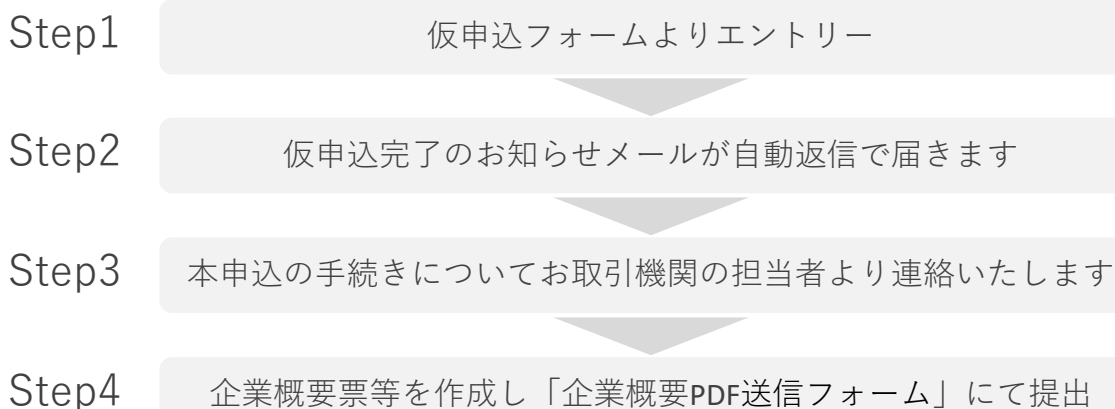 Step1
仮申込フォームよりエントリー
Step2
仮申込完了のお知らせメールが自動返信で届きます
Step3
本申込の手続きについてお取引機関の担当者より連絡いたします
Step4
企業概要票等を作成し「企業概要PDF送信フォーム」にて提出